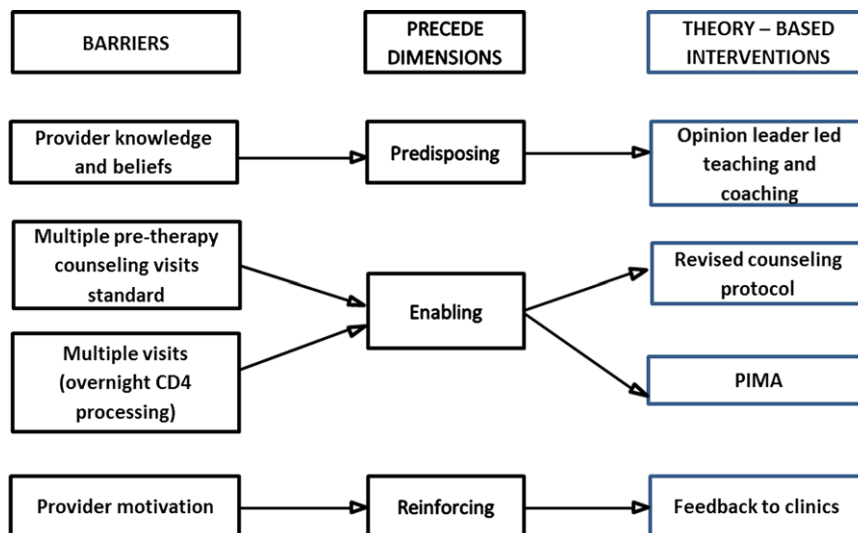 BARRIERS
PRECEDE
DIMENSIONS
THEORY – BASED
INTERVENTIONS
Provider knowledge
and beliefs
Predisposing
Opinion leader led
teaching and
coaching
Multiple pre-therapy
counseling visits
standard
Enabling
Revised counseling
protocol
Multiple visits
(overnight CD4
processing)
PIMA
Provider motivation
Reinforcing
Feedback to clinics